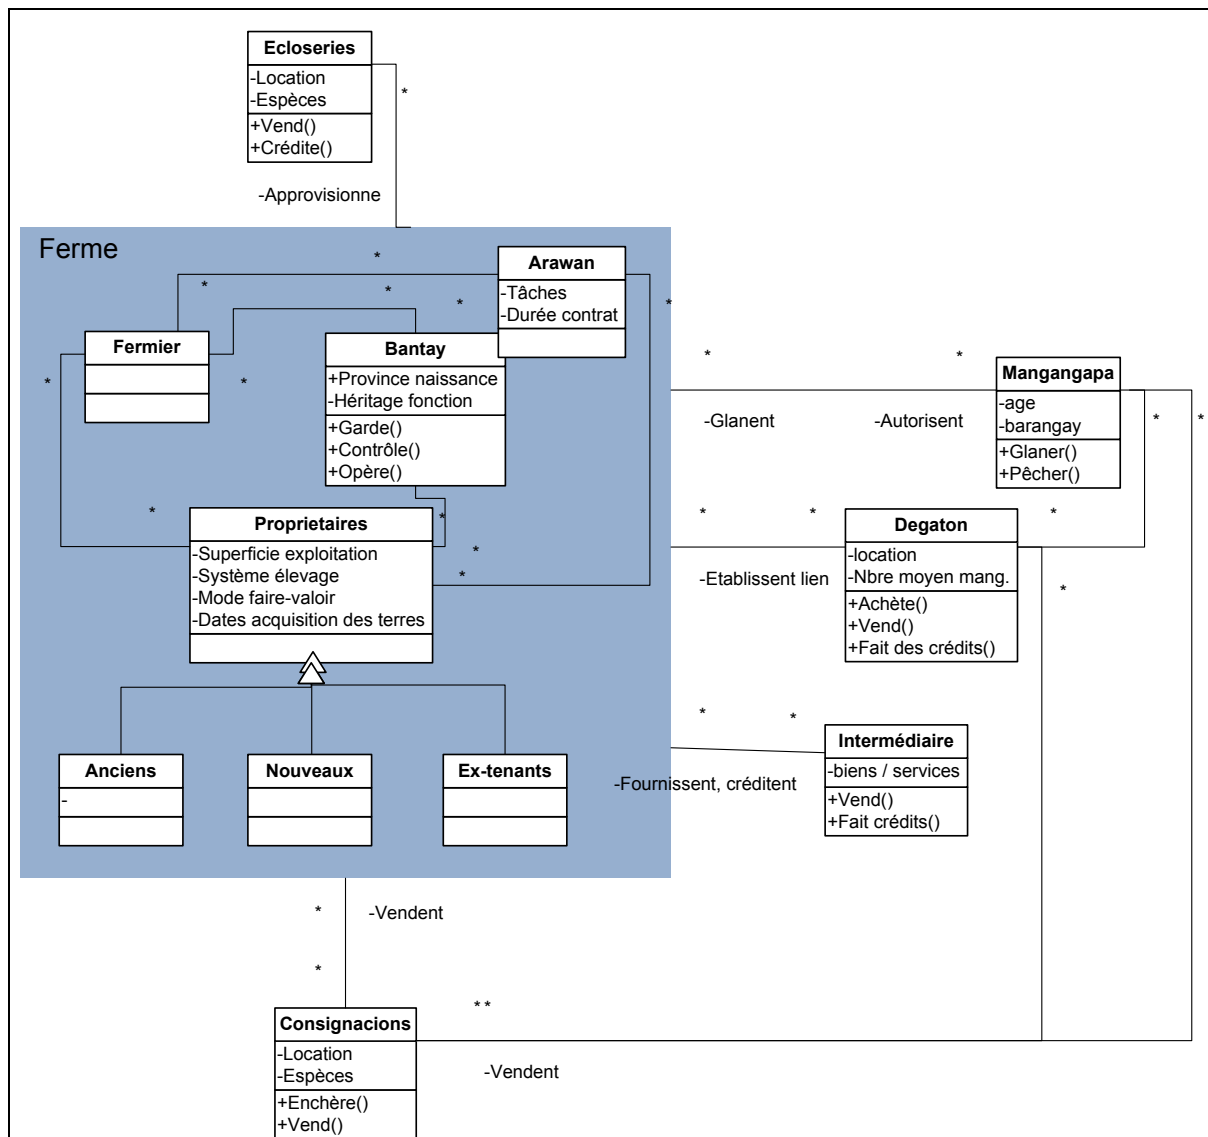 Ecloseries
-Location
-Espèces
+Vend()
+Crédite()
*
-Approvisionne
Ferme
Arawan
-Tâches
-Durée contrat
*
*
*
*
*
Fermier
*
*
Bantay
+Province naissance
-Héritage fonction
+Garde()
+Contrôle()
+Opère()
*
*
Mangangapa
-age
-barangay
+Glaner()
+Pêcher()
-Glanent
-Autorisent
*
*
Proprietaires
-Superficie exploitation
-Système élevage
-Mode faire-valoir
-Dates acquisition des terres
*
*
*
*
*
*
*
Degaton
-location
-Nbre moyen mang.
+Achète()
+Vend()
+Fait des crédits()
-Etablissent lien
*
Anciens
-
Nouveaux
Ex-tenants
*
*
Intermédiaire
-biens / services
+Vend()
+Fait crédits()
-Fournissent, créditent
*
-Vendent
*
**
Consignacions
-Location
-Espèces
+Enchère()
+Vend()
-Vendent